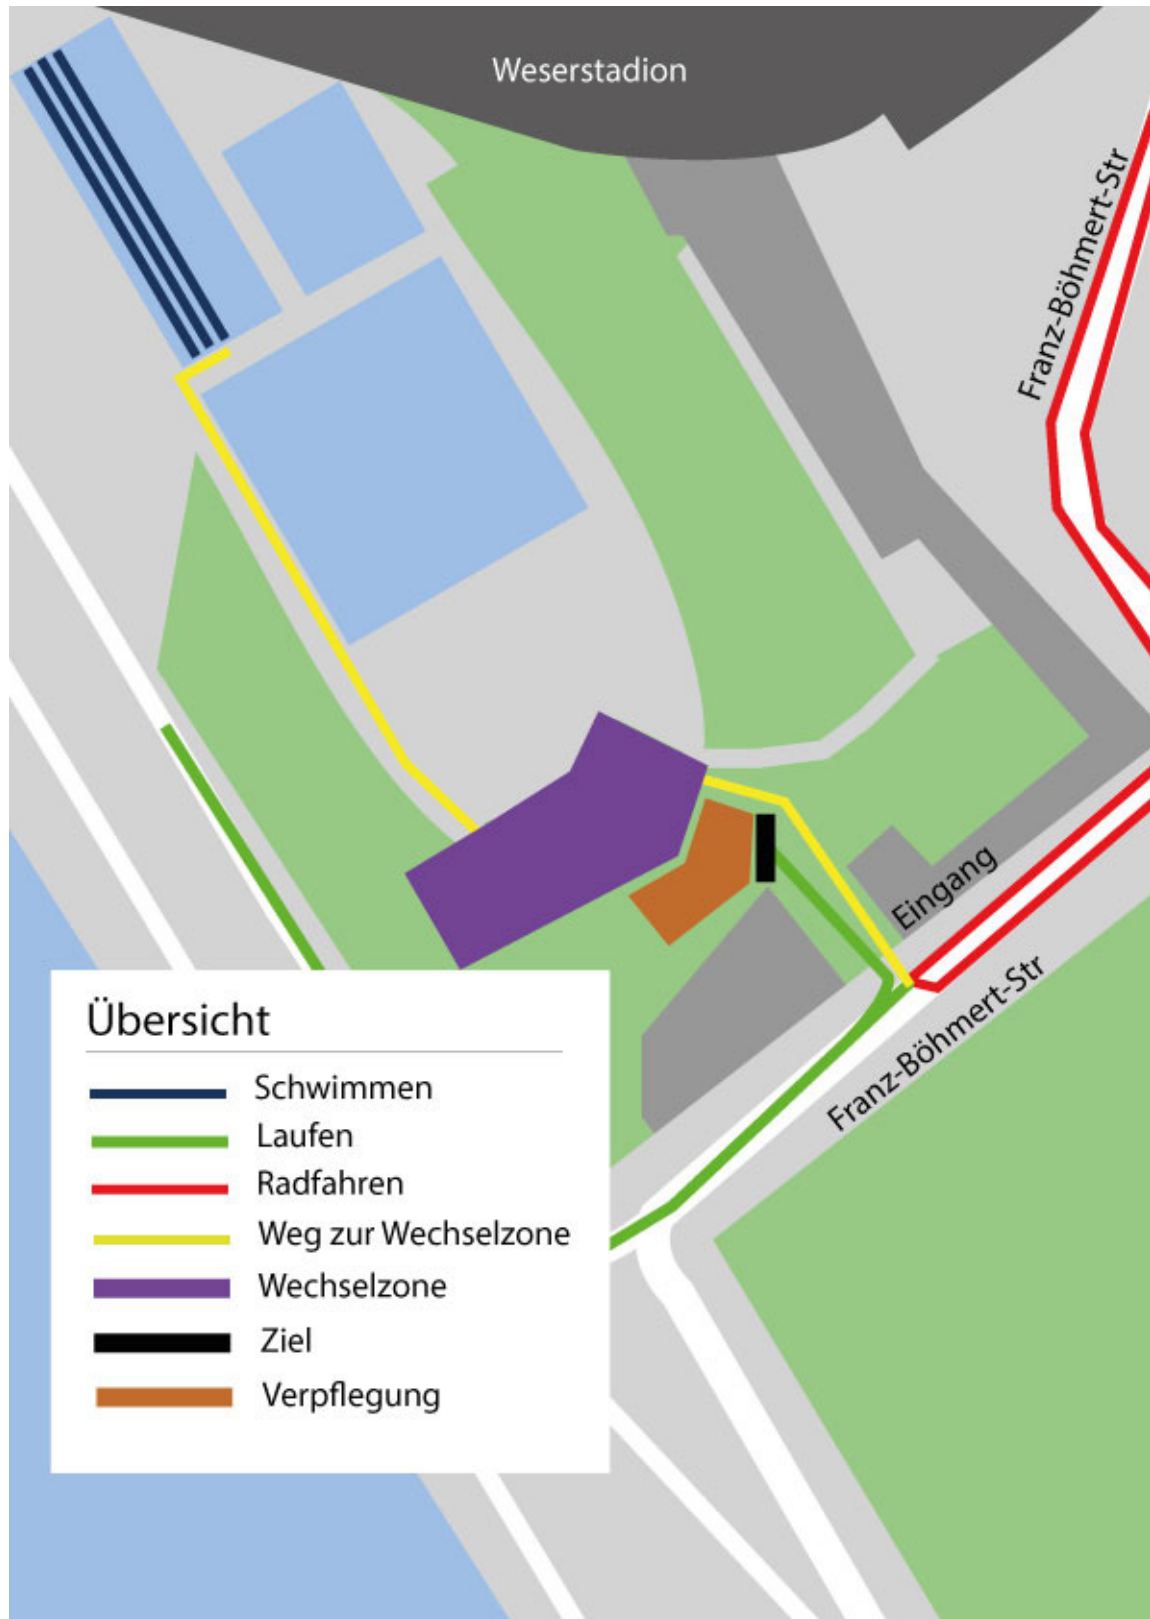 Weserstadion
Franz-Böhmert-Str
Eingang
Franz-Böhmert-Str
Übersicht
Schwimmen
Laufen
Radfahren
Weg zur Wechselzone
Wechselzone
Ziel
Verpflegung